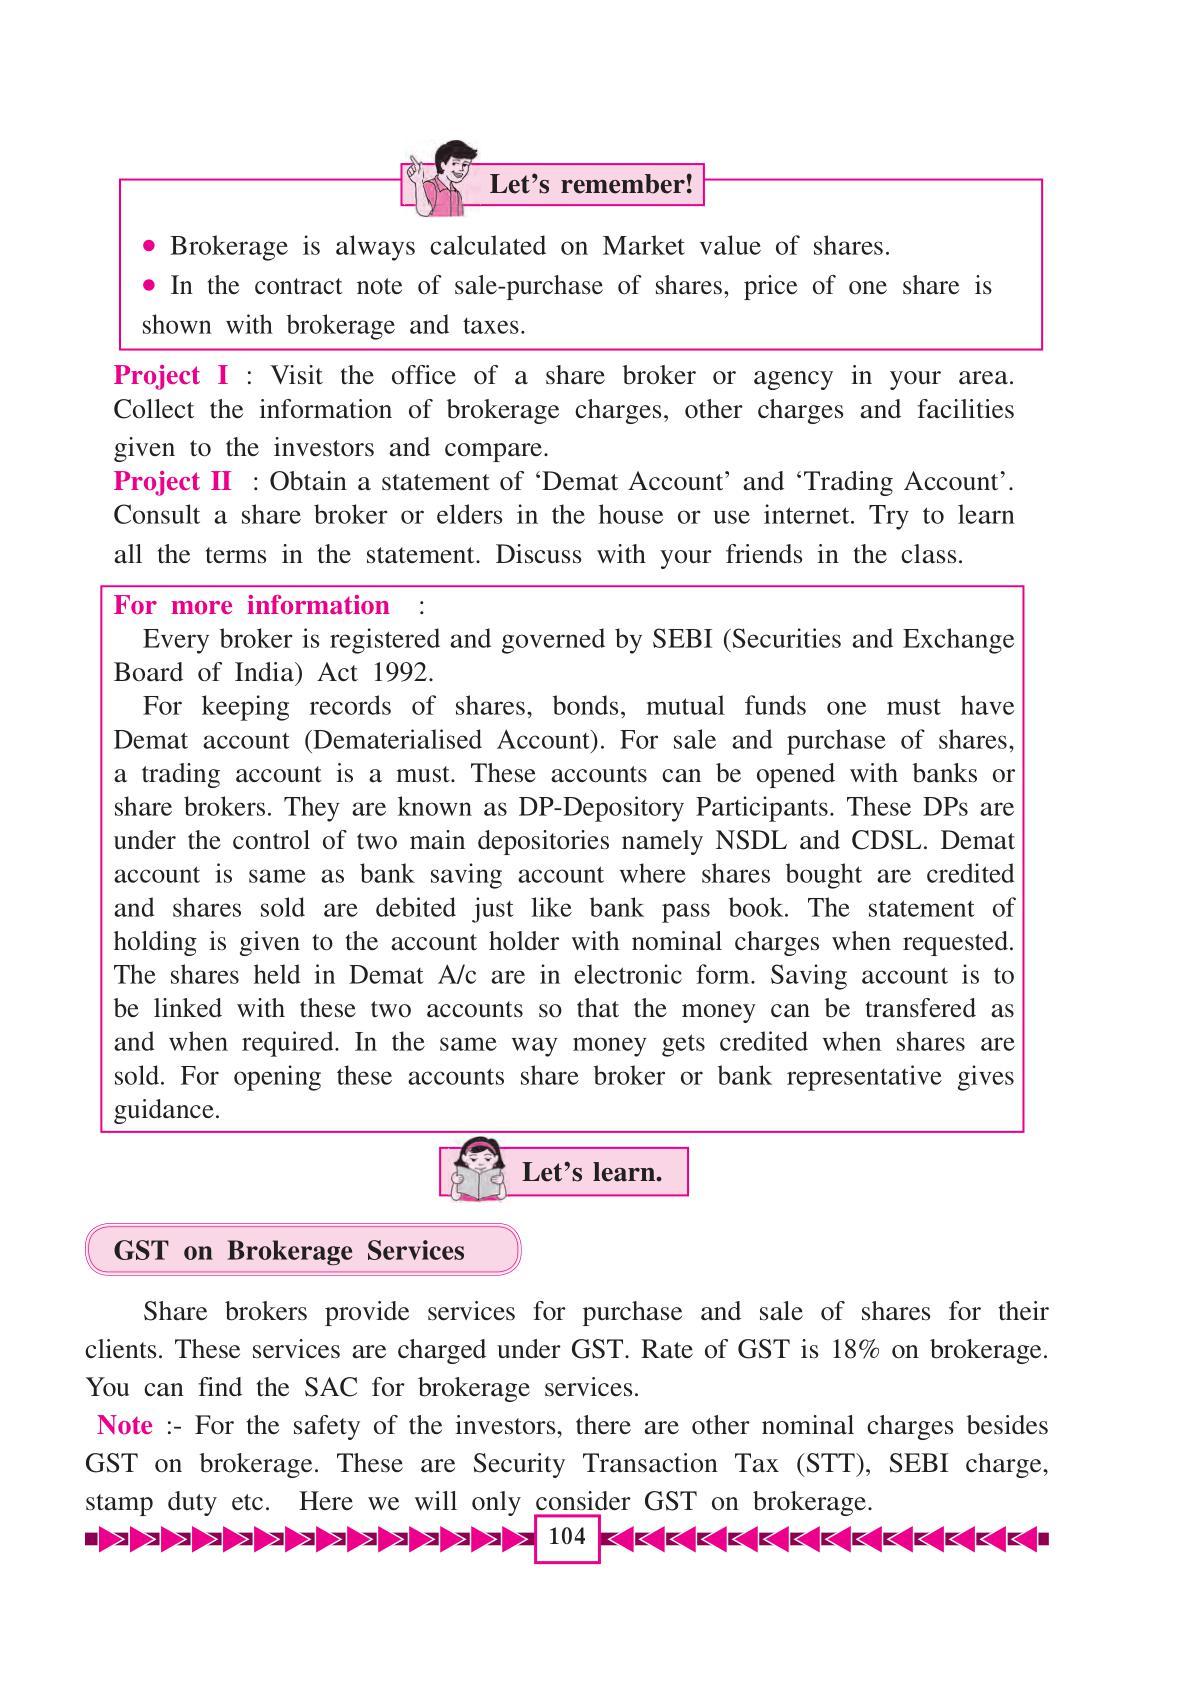 Let’s remember!
• Brokerage is always calculated on Market value of shares.
• In the contract note of sale-purchase of shares, price of one share is
shown with brokerage and taxes.
Project I : Visit the office of a share broker or agency in your area.
Collect the information of brokerage charges, other charges and facilities
given to the investors and compare.
Project II : Obtain a statement of ‘Demat Account’ and ‘Trading Account’.
Consult a share broker or elders in the house or use internet. Try to learn
all the terms in the statement. Discuss with your friends in the class.
For more information :
Every broker is registered and governed by SEBI (Securities and Exchange
Board of India) Act 1992.
For keeping records of shares, bonds, mutual funds one must have
Demat account (Dematerialised Account). For sale and purchase of shares,
a trading account is a must. These accounts can be opened with banks or
share brokers. They are known as DP-Depository Participants. These DPs are
under the control of two main depositories namely NSDL and CDSL. Demat
account is same as bank saving account where shares bought are credited
and shares sold are debited just like bank pass book. The statement of
holding is given to the account holder with nominal charges when requested.
The shares held in Demat A/c are in electronic form. Saving account is to
be linked with these two accounts so that the money can be transfered as
and when required. In the same way money gets credited when shares are
sold. For opening these accounts share broker or bank representative gives
guidance.
Let’s learn.
GST on Brokerage Services
Share brokers provide services for purchase and sale of shares for their
clients. These services are charged under GST. Rate of GST is 18% on brokerage.
You can find the SAC for brokerage services.
Note :- For the safety of the investors, there are other nominal charges besides
GST on brokerage. These are Security Transaction Tax (STT), SEBI charge,
stamp duty etc. Here we will only consider GST on brokerage.
104